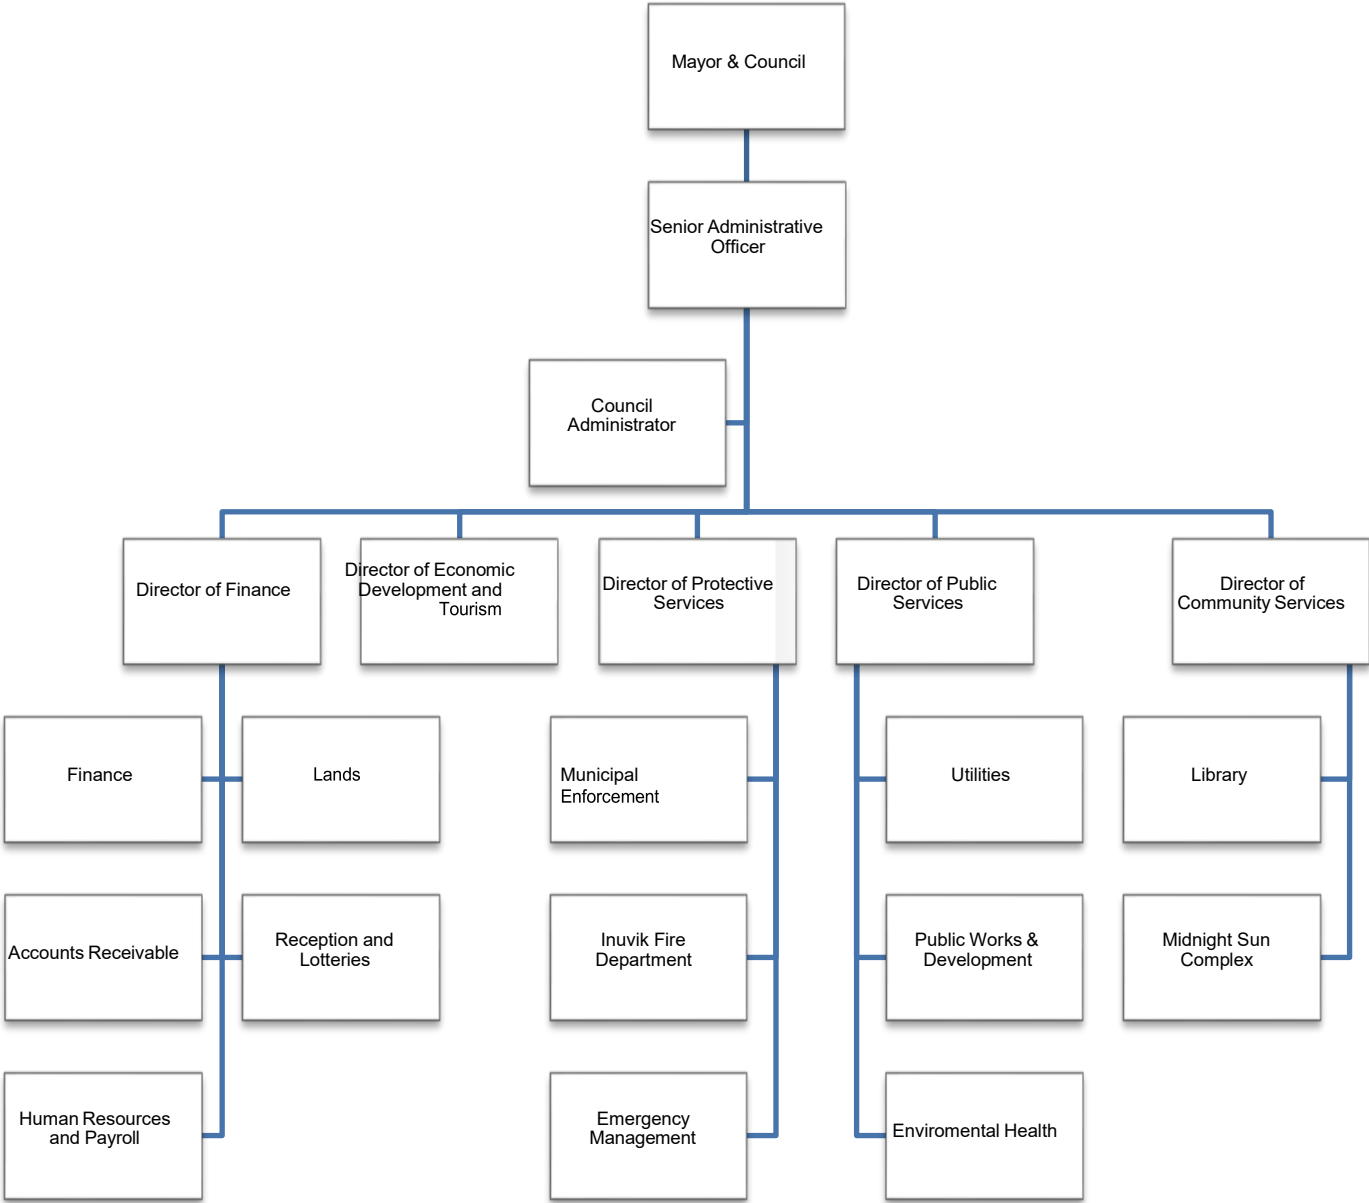 Mayor & Council
Senior Administrative
Officer
Council
Administrator
Director of Finance
Director of Economic
Development and
Tourism
Director of Protective
Services
Director of Public
Services
Director of
Community Services
Finance
Lands
Municipal
Enforcement
Utilities
Library
Accounts Receivable
Reception and
Lotteries
Inuvik Fire
Department
Public Works &
Development
Midnight Sun
Complex
Human Resources
and Payroll
Emergency
Management
Enviromental Health